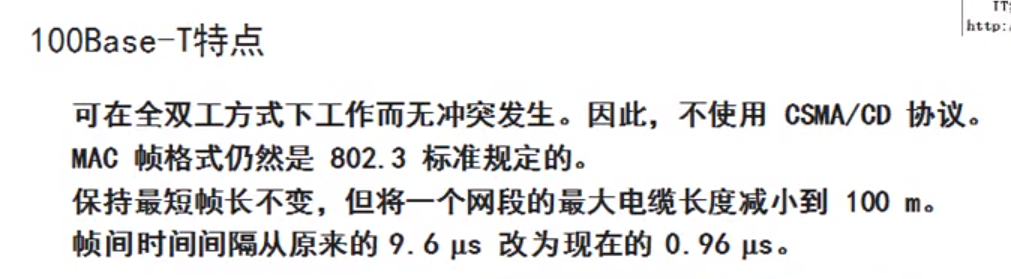 IT
http:/
100Base-T特点
可在全双工方式下工作而无冲突发生。因此，不使用 CSMA/CD 协议。
MAC 帧格式仍然是 802.3 标准规定的。
保持最短帧长不变，但将一个网段的最大电缆长度减小到 100 m。
帧间时间间隔从原来的 9.6 μs 改为现在的 0.96 μs。